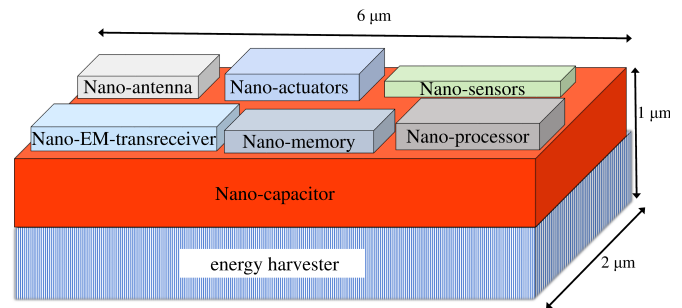 6 μm
Nano-antenna
Nano-actuators
Nano-sensors
1 μm
Nano-EM-transreceiver
Nano-memory
Nano-processor
Nano-capacitor
energy harvester
2 μm